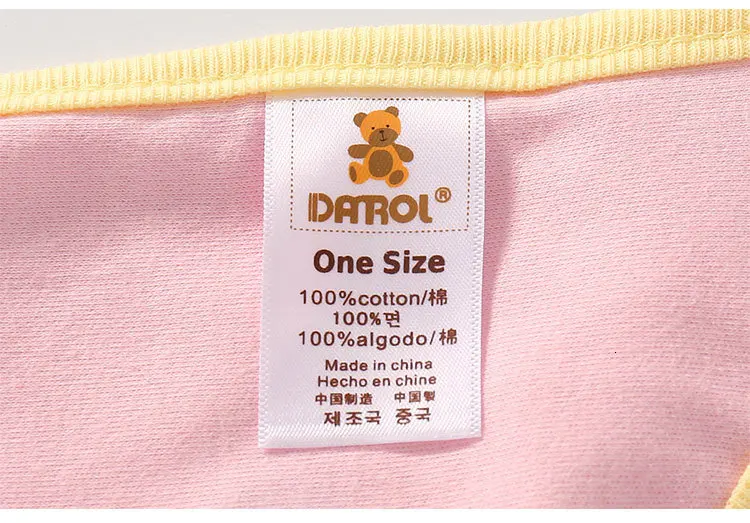 DATROL®
One Size
100%cotton/棉
100%면
100%algodo/棉
Made in china
Hecho en chine
中国制造 中国製
제조국 중국